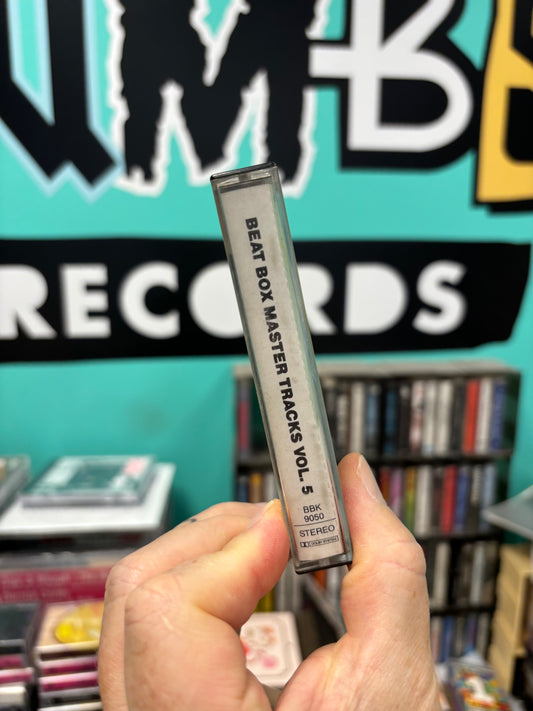 RECORDS
BEAT BOX MASTER TRACKS VOL. 5
BBK
9050
STEREO